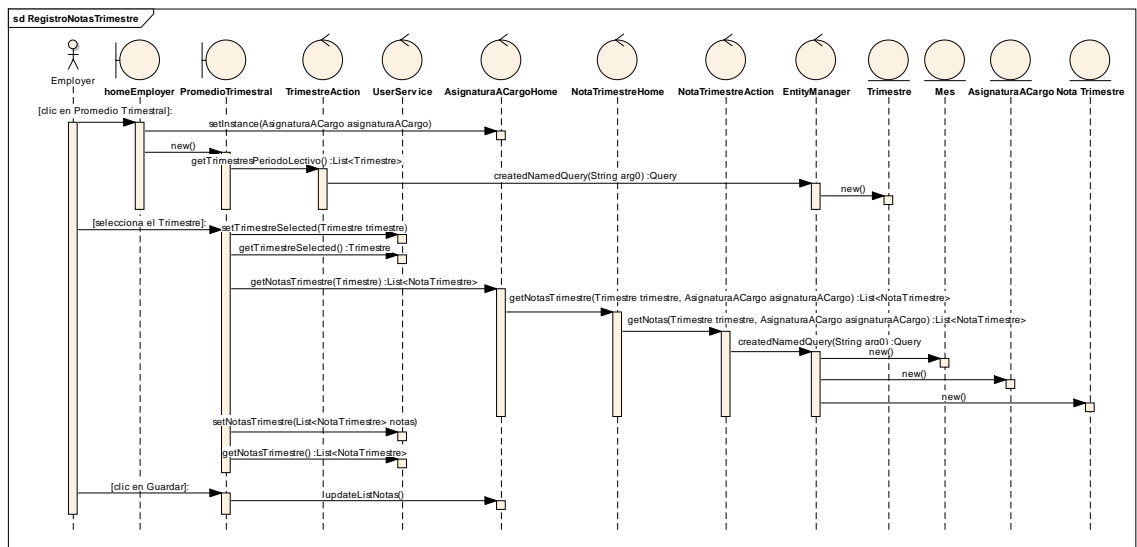 sd RegistroNotasTrimestre
Employer
homeEmployer
PromedioTrimestral
TrimestreAction
UserService
AsignaturaACargoHome
NotaTrimestreHome
NotaTrimestreAction
EntityManager
Trimestre
Mes
AsignaturaACargo
Nota Trimestre
[clic en Promedio Trimestral]:
setInstance(AsignaturaACargo asignaturaACargo)
new()
getTrimestresPeriodoLectivo() :List<Trimestre>
createdNamedQuery(String arg0) :Query
new()
[selecciona el Trimestre]:
setTrimestreSelected(Trimestre trimestre)
getTrimestreSelected() :Trimestre
getNotasTrimestre(Trimestre) :List<NotaTrimestre>
getNotasTrimestre(Trimestre trimestre, AsignaturaACargo asignaturaACargo) :List<NotaTrimestre>
getNotas(Trimestre trimestre, AsignaturaACargo asignaturaACargo) :List<NotaTrimestre>
createdNamedQuery(String arg0) :Query
new()
new()
new()
setNotasTrimestre(List<NotaTrimestre> notas)
getNotasTrimestre() :List<NotaTrimestre>
[clic en Guardar]:
updateListNotas()